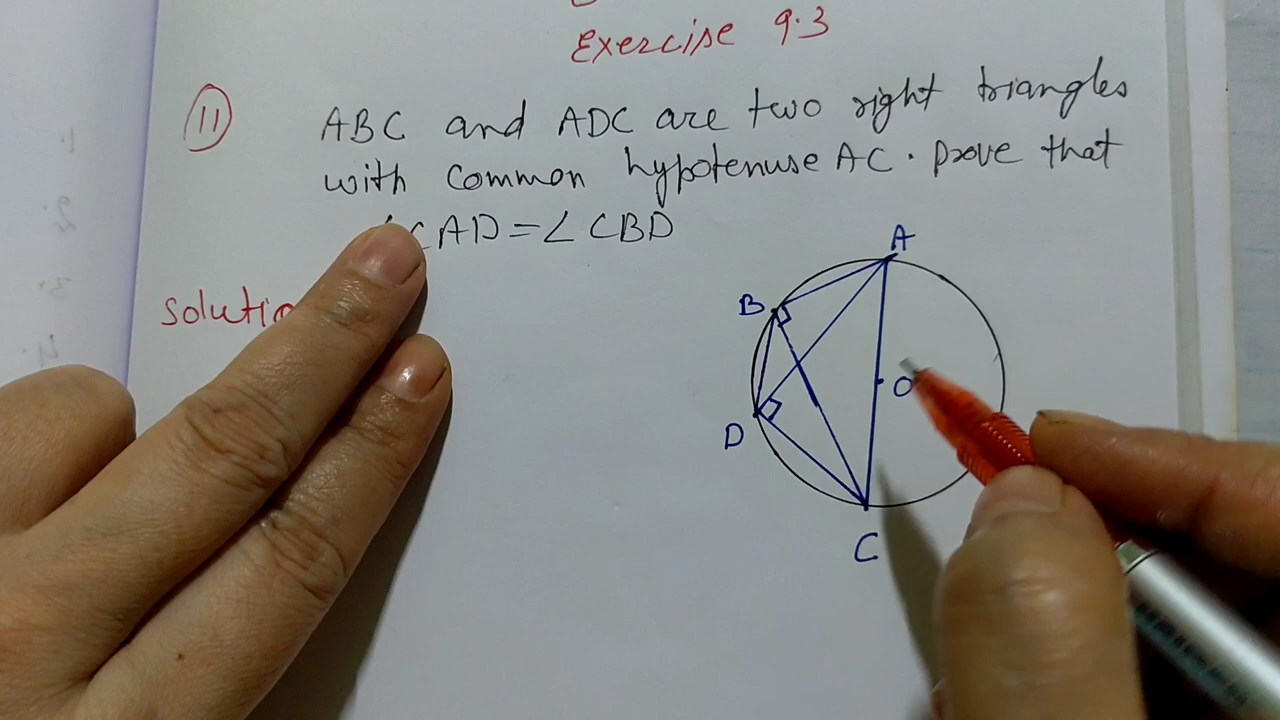 Exercise 9.3
11 ABC and ADC are two right triangles
with common hypotenuse AC. prove that
∠CAD=∠CBD
Solution
A
B
O
D
C